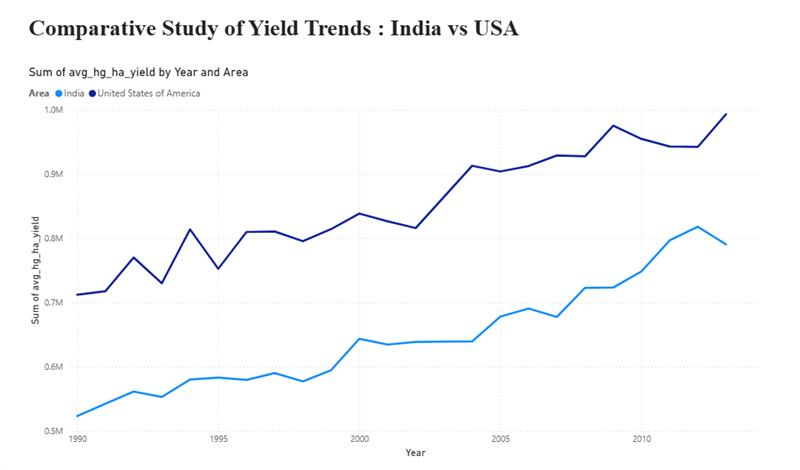 Comparative Study of Yield Trends : India vs USA
Sum of avg_hg_ha_yield by Year and Area
Area India United States of America
1.0M
0.9M
0.8M
0.7M
0.6M
0.5M
Sum of avg_hg_ha_yield
1990 1995 2000 2005 2010
Year